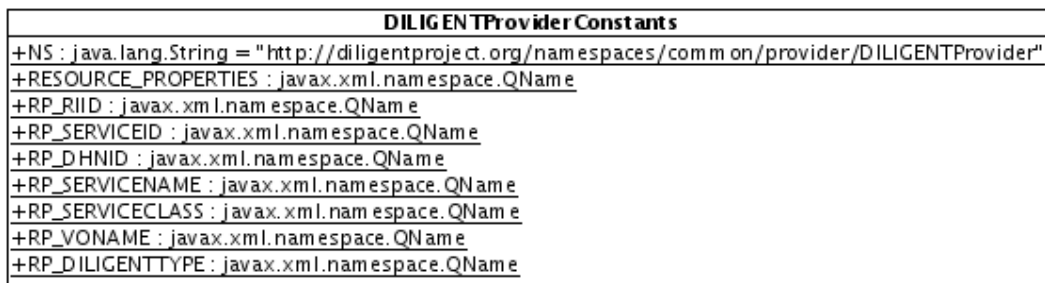 DILIGENTProviderConstants
+NS : java.lang.String = "http://diligentproject.org/namespaces/common/provider/DILIGENTProvider"
+RESOURCE_PROPERTIES : javax.xml.namespace.QName
+RP_RIID : javax.xml.namespace.QName
+RP_SERVICEID : javax.xml.namespace.QName
+RP_DHNID : javax.xml.namespace.QName
+RP_SERVICENAME : javax.xml.namespace.QName
+RP_SERVICECLASS : javax.xml.namespace.QName
+RP_VONAME : javax.xml.namespace.QName
+RP_DILIGENTTYPE : javax.xml.namespace.QName